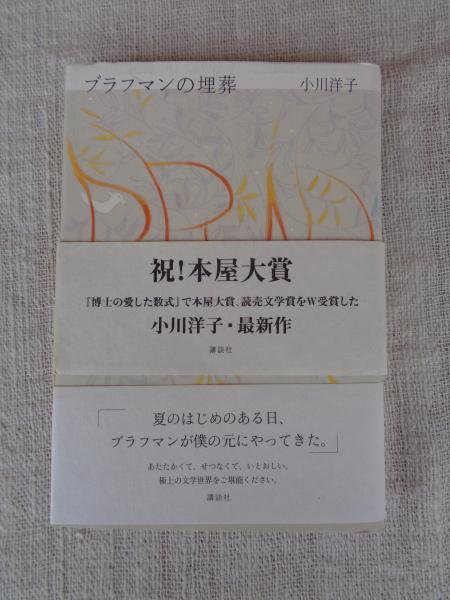 ブラフマンの埋葬 小川洋子
祝!本屋大賞
『博士の愛した数式』で本屋大賞、読売文学賞をW受賞した
小川洋子・最新作
講談社
「夏のはじめのある日、
ブラフマンが僕の元にやってきた。」
あたたかくて、せつなくて、いとおしい。
極上の文学世界をご堪能ください。
講談社